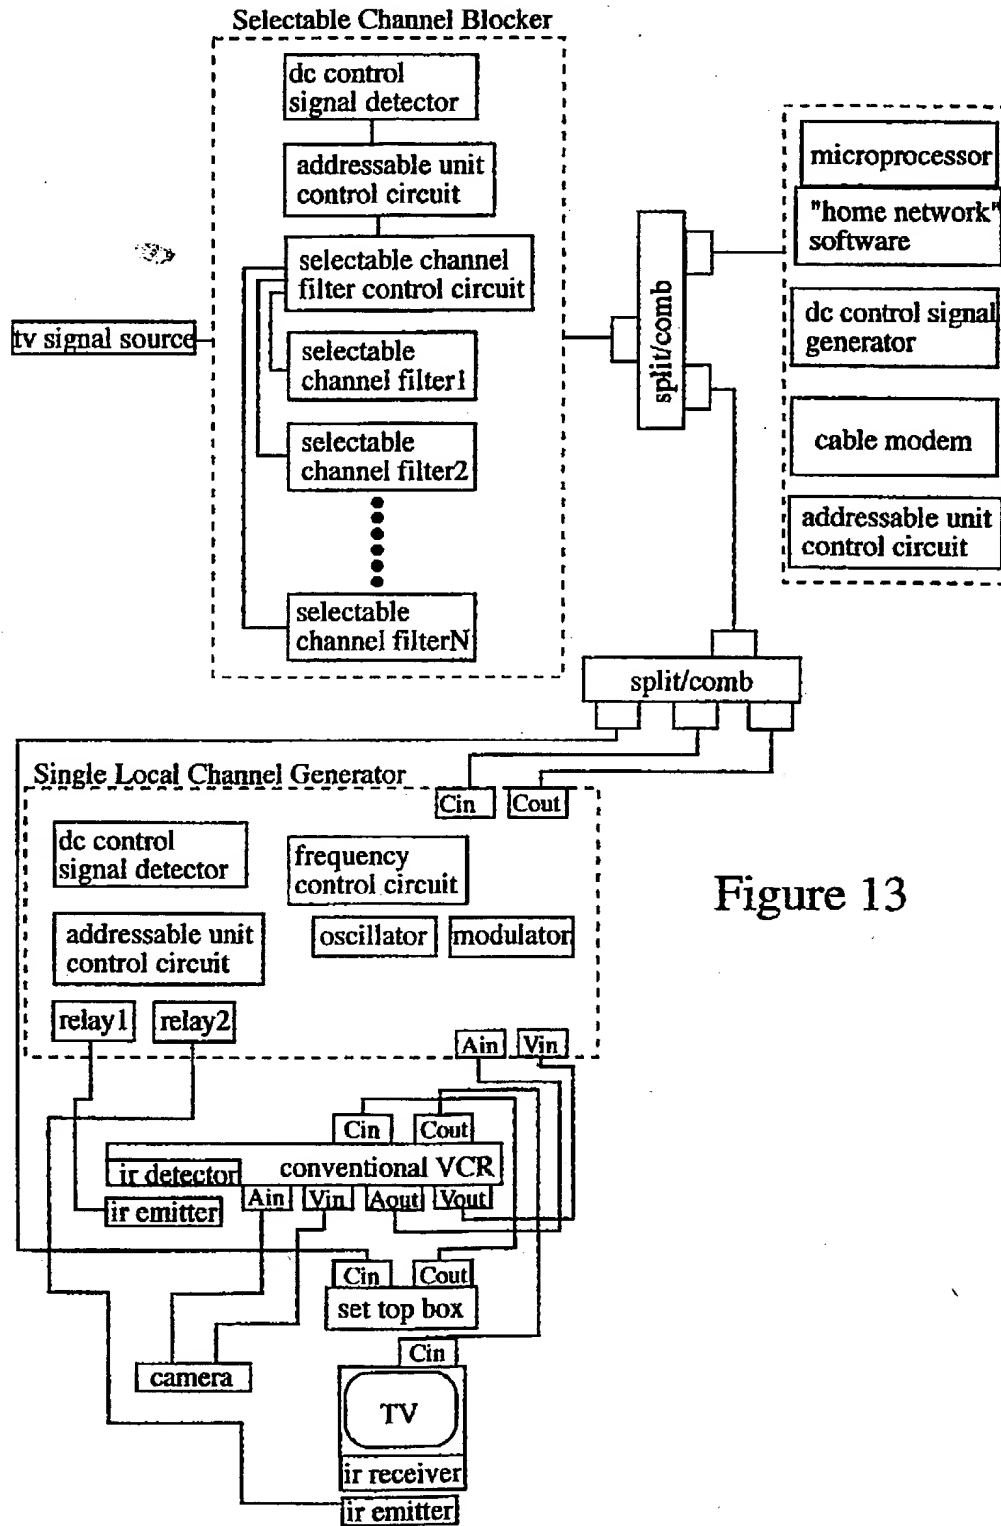 Selectable Channel Blocker
dc control
signal detector
addressable unit
control circuit
selectable channel
filter control circuit
tv signal source
selectable
channel filter1
selectable
channel filter2
selectable
channel filterN
split/comb
microprocessor
"home network"
software
dc control signal
generator
cable modem
addressable unit
control circuit
split/comb
Single Local Channel Generator
Cin
Cout
dc control
signal detector
frequency
control circuit
addressable unit
control circuit
oscillator
modulator
relay1
relay2
Ain
Vin
Figure 13
Cin
Cout
conventional VCR
ir detector
Ain
Vin
Aout
Vout
ir emitter
Cin
Cout
set top box
camera
Cin
TV
ir receiver
ir emitter